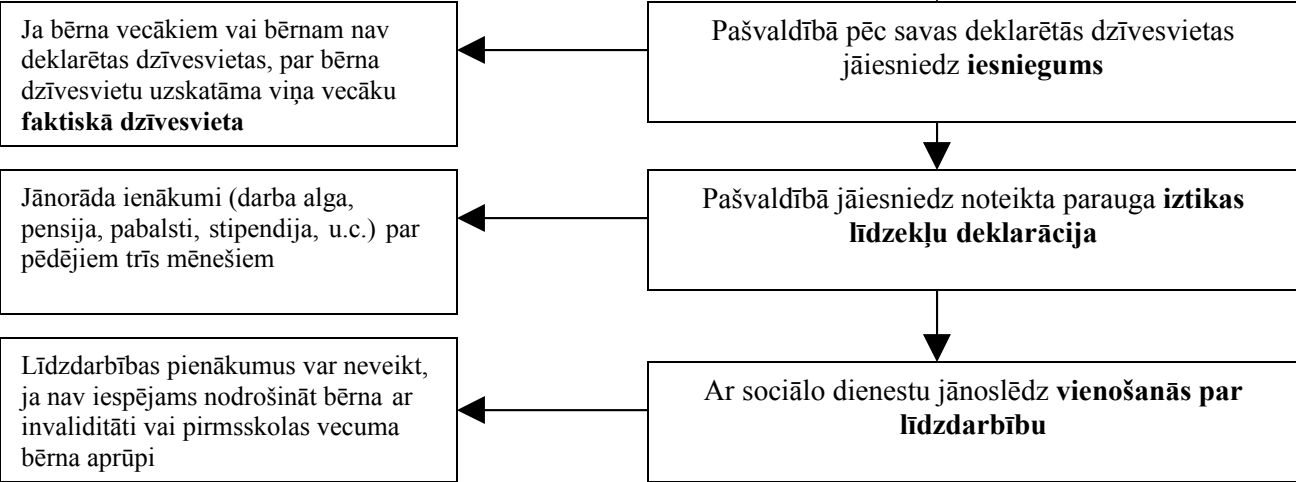 Ja bērna vecākiem vai bērnam nav
deklarētas dzīvesvietas, par bērna
dzīvesvietu uzskatāma viņa vecāku
faktiskā dzīvesvieta
Pašvaldībā pēc savas deklarētās dzīvesvietas
jāiesniedz iesniegums
Jānorāda ienākumi (darba alga,
pensija, pabalsti, stipendija, u.c.) par
pēdējiem trīs mēnešiem
Pašvaldībā jāiesniedz noteikta parauga iztikas
līdzekļu deklarācija
Līdzdarbības pienākumus var neveikt,
ja nav iespējams nodrošināt bērna ar
invaliditāti vai pirmsskolas vecuma
bērna aprūpi
Ar sociālo dienestu jānoslēdz vienošanās par
līdzdarbību